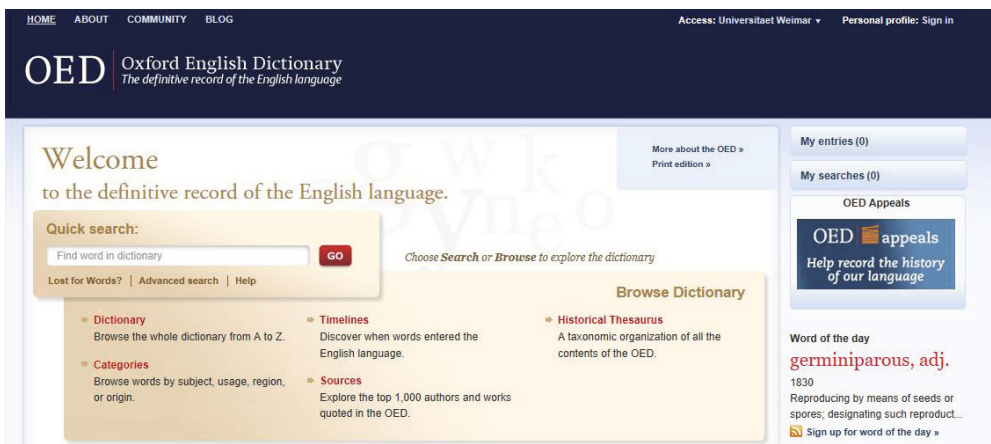 HOME ABOUT COMMUNITY BLOG
Access: Universitaet Weimar ▾ Personal profile: Sign in
OED Oxford English Dictionary
The definitive record of the English language
Welcome
to the definitive record of the English language.
More about the OED »
Print edition »
Quick search:
Find word in dictionary GO
Lost for Words? | Advanced search | Help
Choose Search or Browse to explore the dictionary
Browse Dictionary
Dictionary
Browse the whole dictionary from A to Z.
Categories
Browse words by subject, usage, region,
or origin.
Timelines
Discover when words entered the
English language.
Sources
Explore the top 1,000 authors and works
quoted in the OED.
Historical Thesaurus
A taxonomic organization of all the
contents of the OED.
My entries (0)
My searches (0)
OED Appeals
OED appeals
Help record the history
of our language
Word of the day
germiniparous, adj.
1830
Reproducing by means of seeds or
spores; designating such reproduct...
Sign up for word of the day »